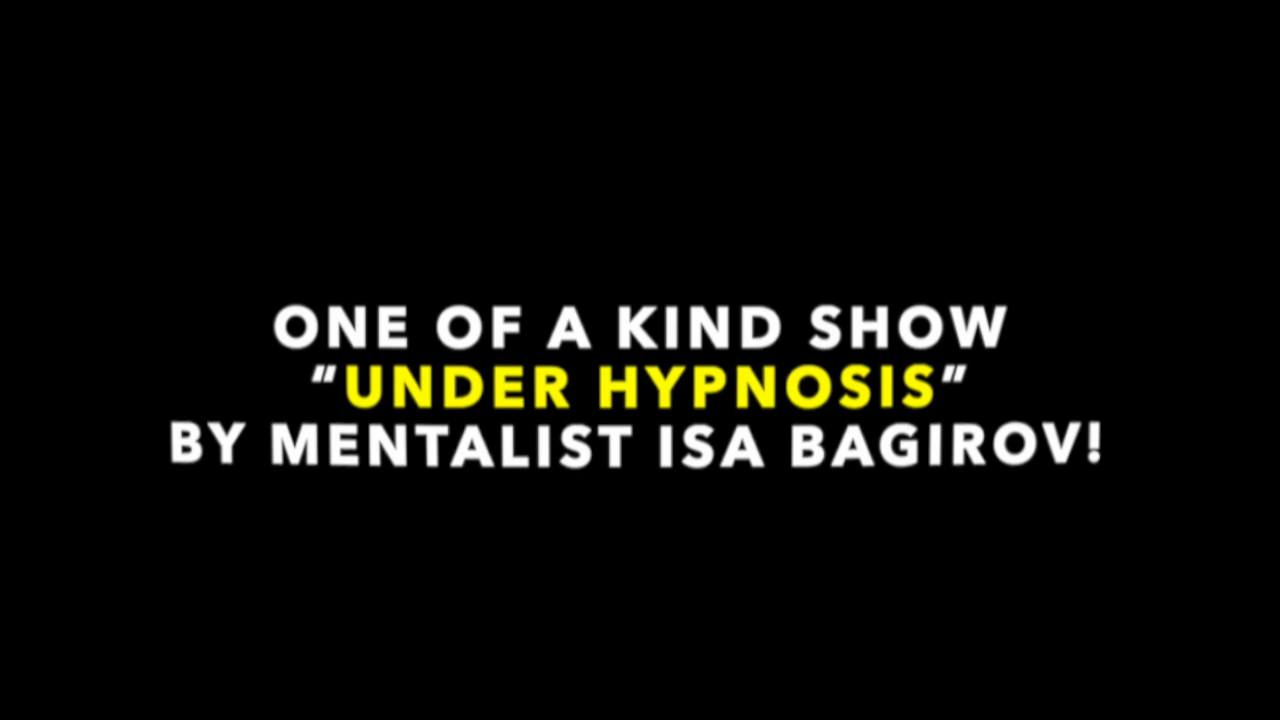 ONE OF A KIND SHOW
"UNDER HYPNOSIS"
BY MENTALIST ISA BAGIROV!